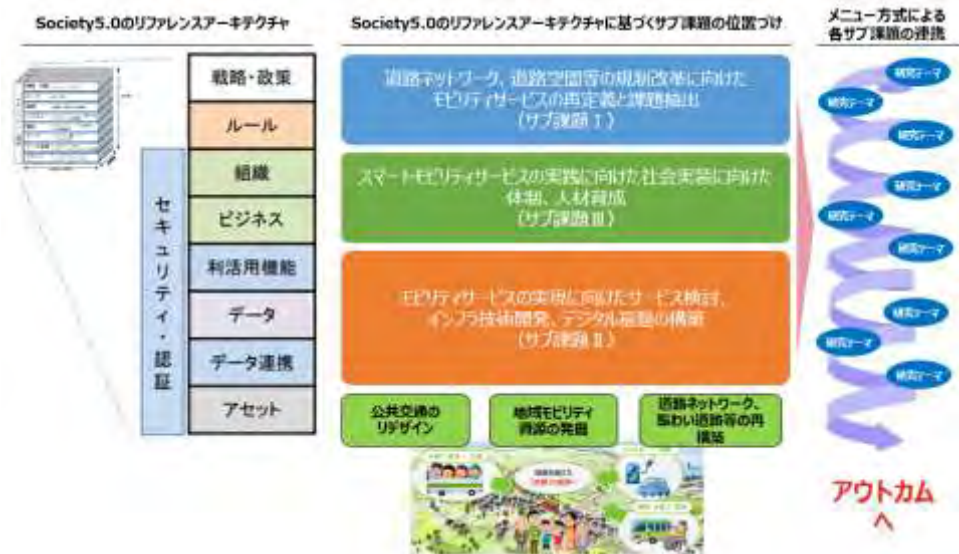 Society5.0のリファレンスアーキテクチャ
戦略・政策
ルール
組織
ビジネス
利活用機能
データ
データ連携
アセット
セキュリティ・認証
Society5.0のリファレンスアーキテクチャに基づくサブ課題の位置づけ
道路ネットワーク、道路空間等の規制改革に向けた
モビリティサービスの再定義と課題抽出
(サブ課題Ⅰ)
スマートモビリティサービスの実践に向けた社会実装に向けた
体制、人材育成
(サブ課題Ⅲ)
モビリティサービスの実現に向けたサービス検討、
インフラ技術開発、デジタル基盤の構築
(サブ課題Ⅱ)
公共交通の
リデザイン
地域モビリティ
資源の発掘
道路ネットワーク、
賑わい道路等の再
構築
メニュー方式による
各サブ課題の連携
研究テーマ
研究テーマ
研究テーマ
研究テーマ
研究テーマ
研究テーマ
研究テーマ
研究テーマ
研究テーマ
アウトカム
へ